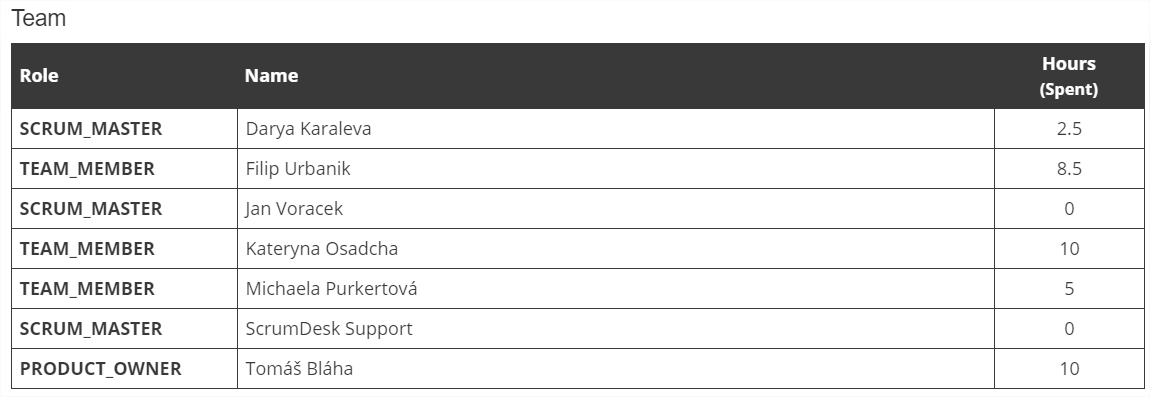 Team
Role Name Hours
(Spent)
SCRUM_MASTER Darya Karaleva 2.5
TEAM_MEMBER Filip Urbanik 8.5
SCRUM_MASTER Jan Voracek 0
TEAM_MEMBER Kateryna Osadcha 10
TEAM_MEMBER Michaela Purkertová 5
SCRUM_MASTER ScrumDesk Support 0
PRODUCT_OWNER Tomáš Bláha 10